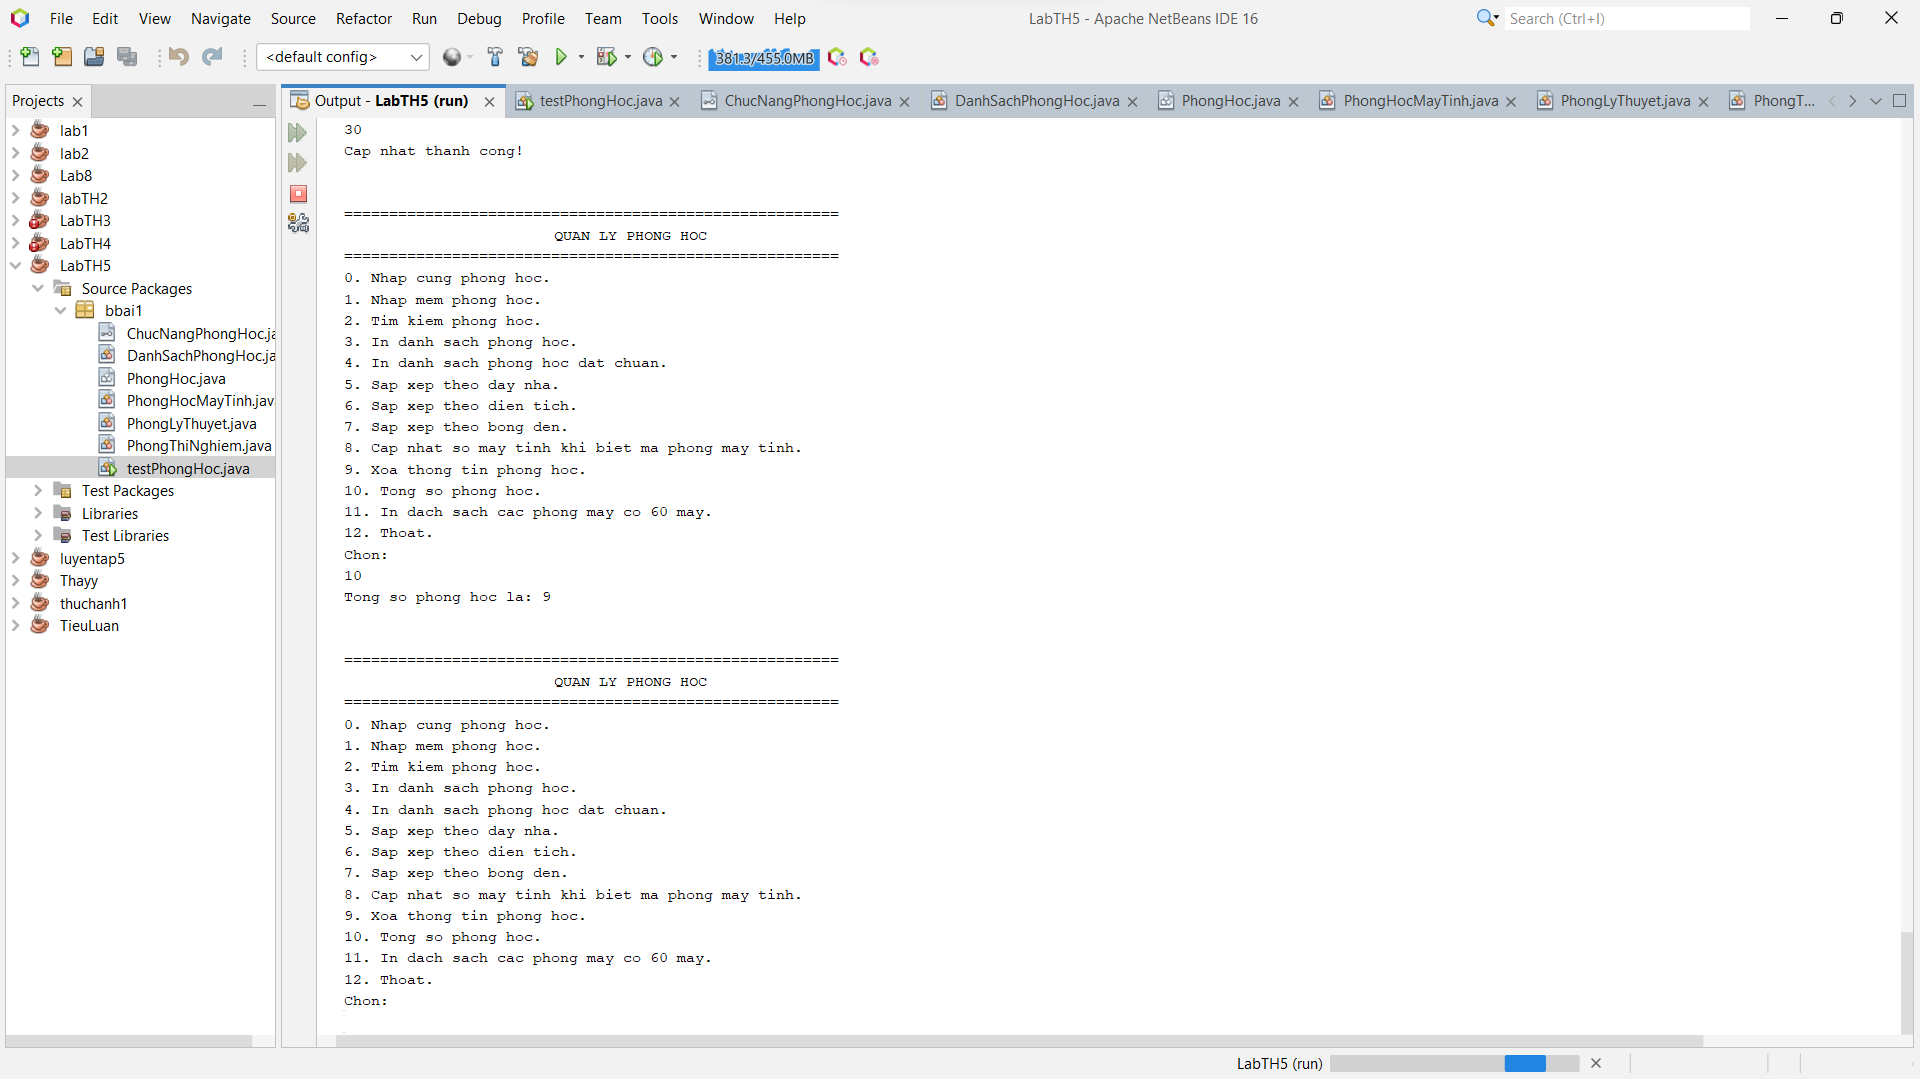 File Edit View Navigate Source Refactor Run Debug Profile Team Tools Window Help
LabTH5 - Apache NetBeans IDE 16
Search (Ctrl+I)
<default config>
381.3/455.0MB
Projects
Output - LabTH5 (run)
testPhongHoc.java
ChucNangPhongHoc.java
DanhSachPhongHoc.java
PhongHoc.java
PhongHocMayTinh.java
PhongLyThuyet.java
PhongT...
lab1
lab2
Lab8
labTH2
LabTH3
LabTH4
LabTH5
Source Packages
bbai1
ChucNangPhongHoc.ja
DanhSachPhongHoc.ja
PhongHoc.java
PhongHocMayTinh.jav
PhongLyThuyet.java
PhongThiNghiem.java
testPhongHoc.java
Test Packages
Libraries
Test Libraries
luyentap5
Thayy
thuchanh1
TieuLuan
30
Cap nhat thanh cong!
=======================================================
QUAN LY PHONG HOC
=======================================================
0. Nhap cung phong hoc.
1. Nhap mem phong hoc.
2. Tim kiem phong hoc.
3. In danh sach phong hoc.
4. In danh sach phong hoc dat chuan.
5. Sap xep theo day nha.
6. Sap xep theo dien tich.
7. Sap xep theo bong den.
8. Cap nhat so may tinh khi biet ma phong may tinh.
9. Xoa thong tin phong hoc.
10. Tong so phong hoc.
11. In dach sach cac phong may co 60 may.
12. Thoat.
Chon:
10
Tong so phong hoc la: 9
=======================================================
QUAN LY PHONG HOC
=======================================================
0. Nhap cung phong hoc.
1. Nhap mem phong hoc.
2. Tim kiem phong hoc.
3. In danh sach phong hoc.
4. In danh sach phong hoc dat chuan.
5. Sap xep theo day nha.
6. Sap xep theo dien tich.
7. Sap xep theo bong den.
8. Cap nhat so may tinh khi biet ma phong may tinh.
9. Xoa thong tin phong hoc.
10. Tong so phong hoc.
11. In dach sach cac phong may co 60 may.
12. Thoat.
Chon:
LabTH5 (run)